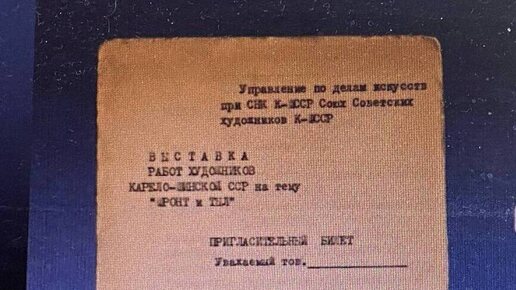 Управление по делам искусств
при СНК К-ФССР Союз Советских
художников К-ФССР
ВЫСТАВКА
РАБОТ ХУДОЖНИКОВ
КАРЕЛО-ФИНСКОЙ ССР на тему
"ФРОНТ и ТЫЛ"
ПРИГЛАСИТЕЛЬНЫЙ БИЛЕТ
Уважаемый тов.